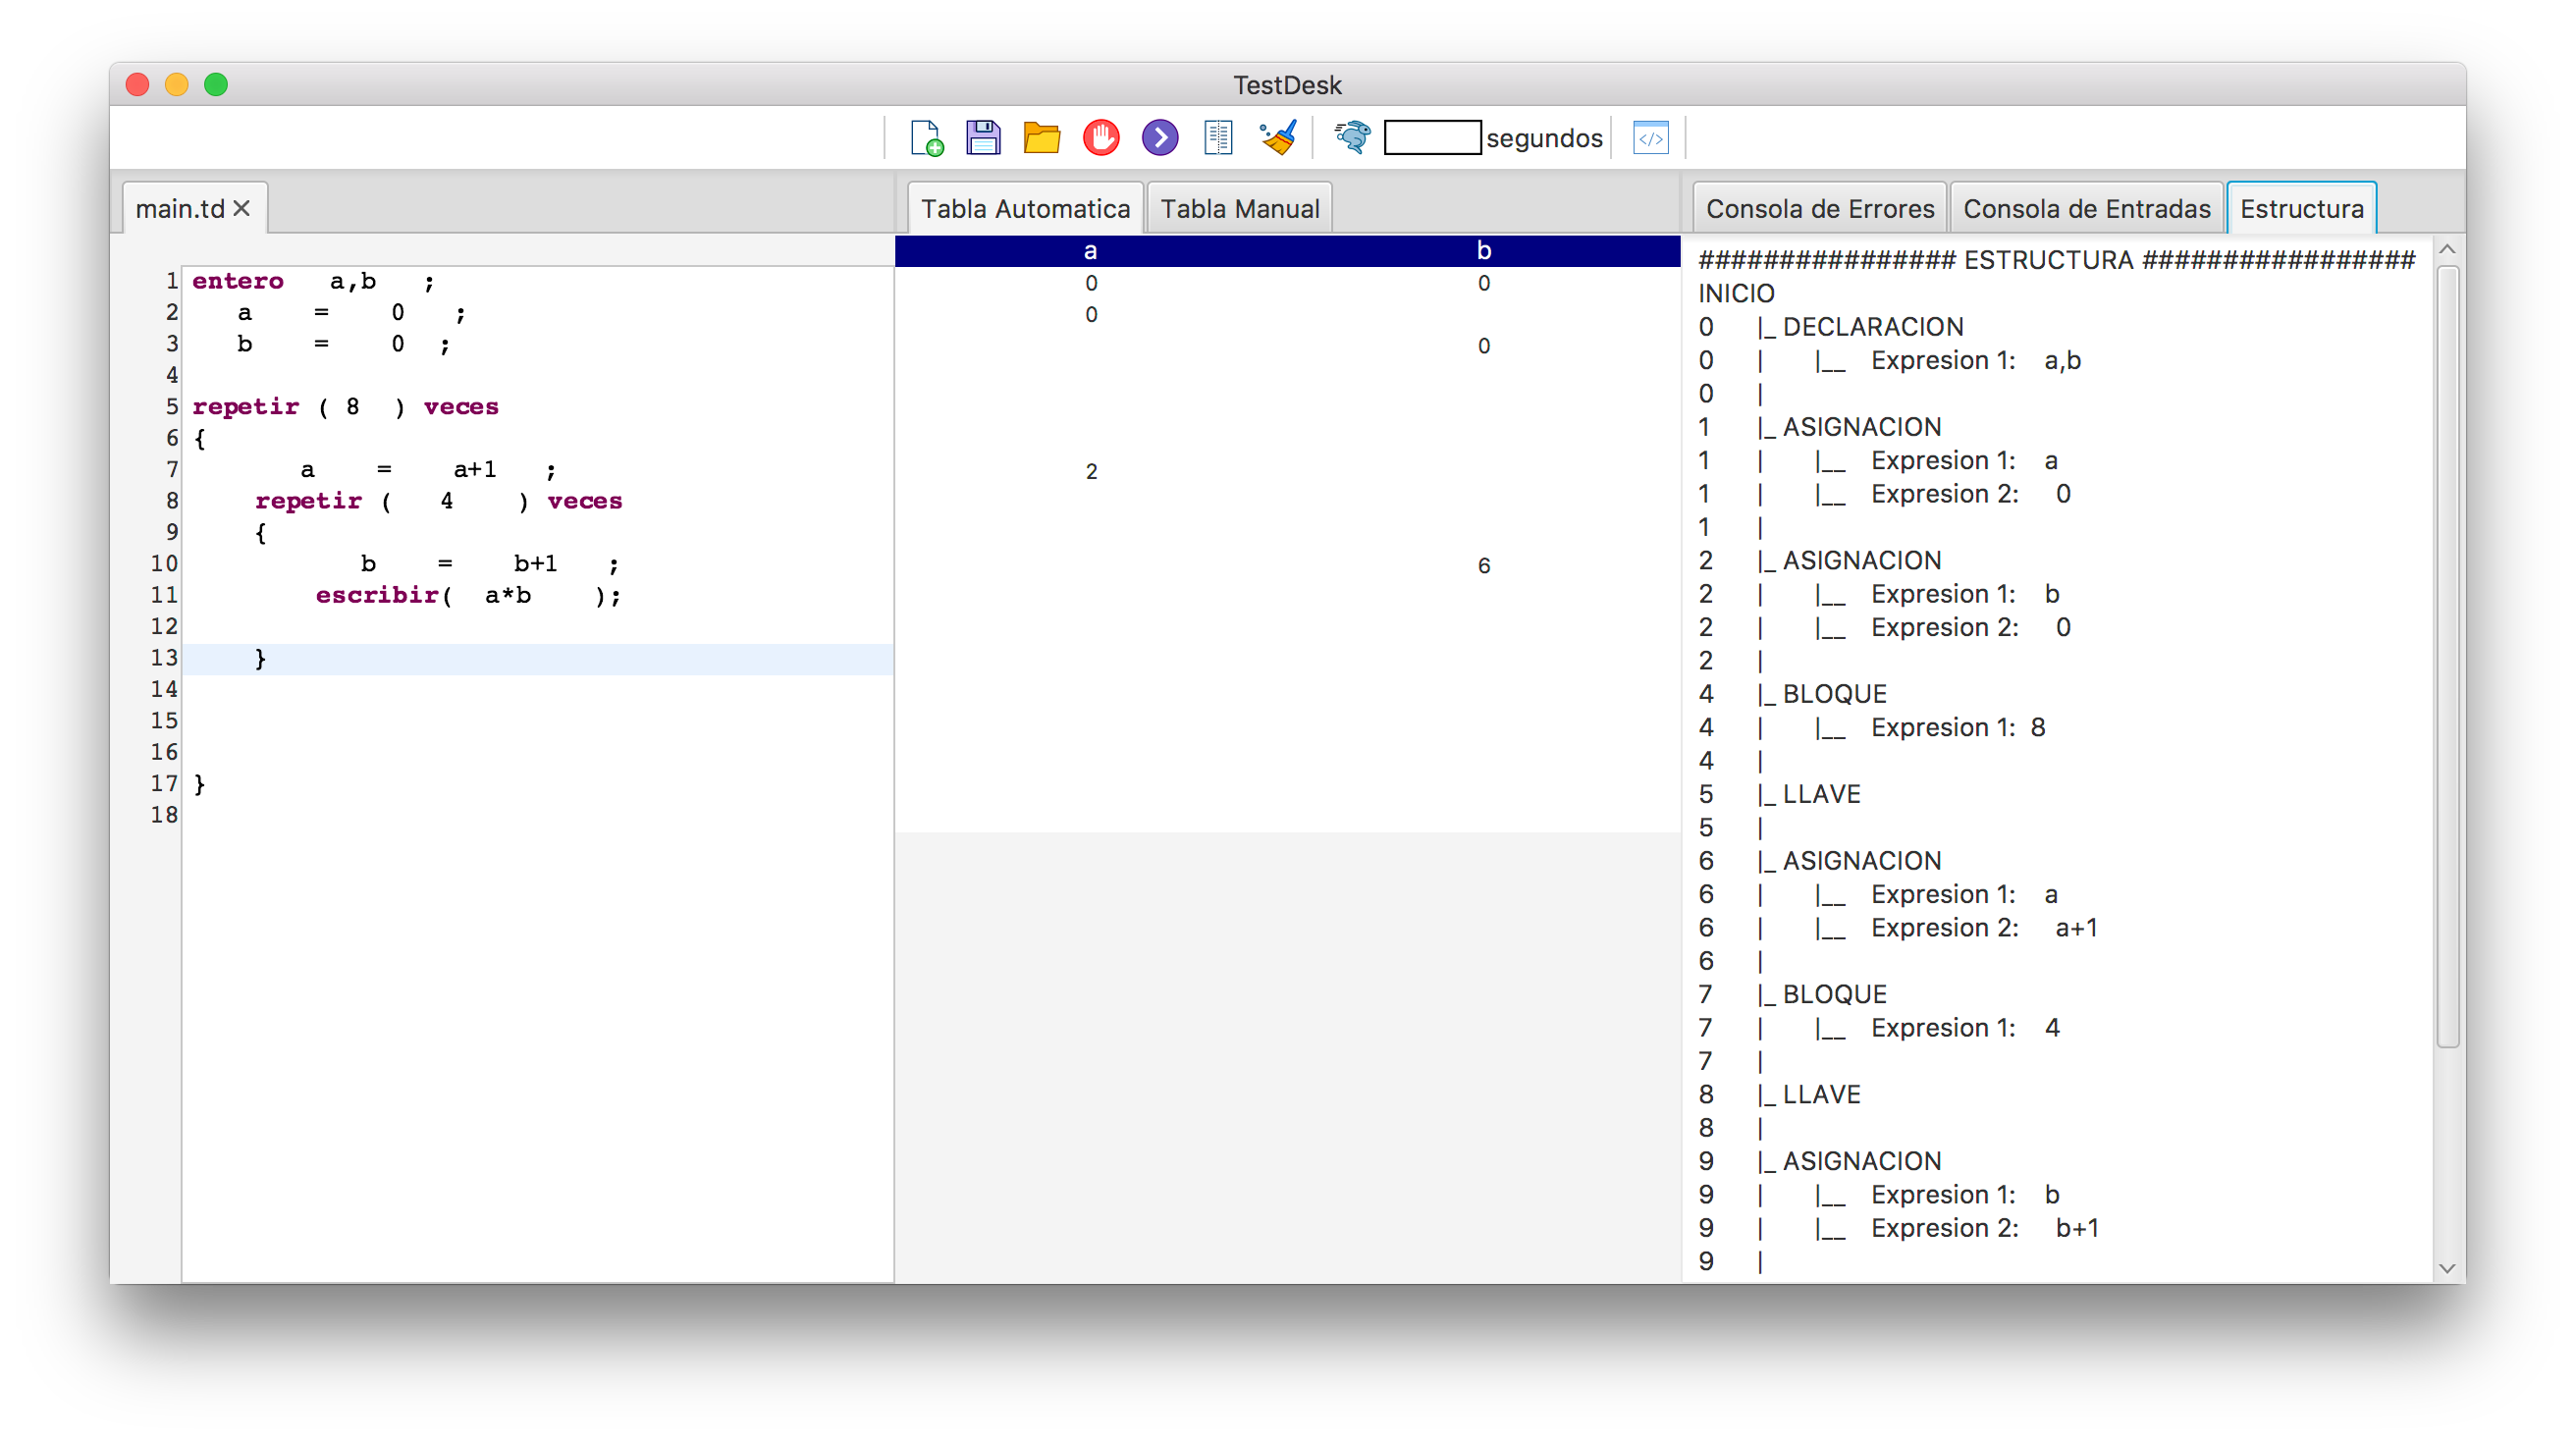 TestDesk
segundos
main.td
Tabla Automatica Tabla Manual
Consola de Errores Consola de Entradas Estructura
1 entero a,b ;
2 a = 0 ;
3 b = 0 ;
4
5 repetir ( 8 ) veces
6 {
7 a = a+1 ;
8 repetir ( 4 ) veces
9 {
10 b = b+1 ;
11 escribir( a*b );
12
13 }
14
15
16
17 }
18
a b
0 0
0
0
2
6
################ ESTRUCTURA #################
INICIO
0 |_ DECLARACION
0 | |__ Expresion 1: a,b
0 |
1 |_ ASIGNACION
1 | |__ Expresion 1: a
1 | |__ Expresion 2: 0
1 |
2 |_ ASIGNACION
2 | |__ Expresion 1: b
2 | |__ Expresion 2: 0
2 |
4 |_ BLOQUE
4 | |__ Expresion 1: 8
4 |
5 |_ LLAVE
5 |
6 |_ ASIGNACION
6 | |__ Expresion 1: a
6 | |__ Expresion 2: a+1
6 |
7 |_ BLOQUE
7 | |__ Expresion 1: 4
7 |
8 |_ LLAVE
8 |
9 |_ ASIGNACION
9 | |__ Expresion 1: b
9 | |__ Expresion 2: b+1
9 |